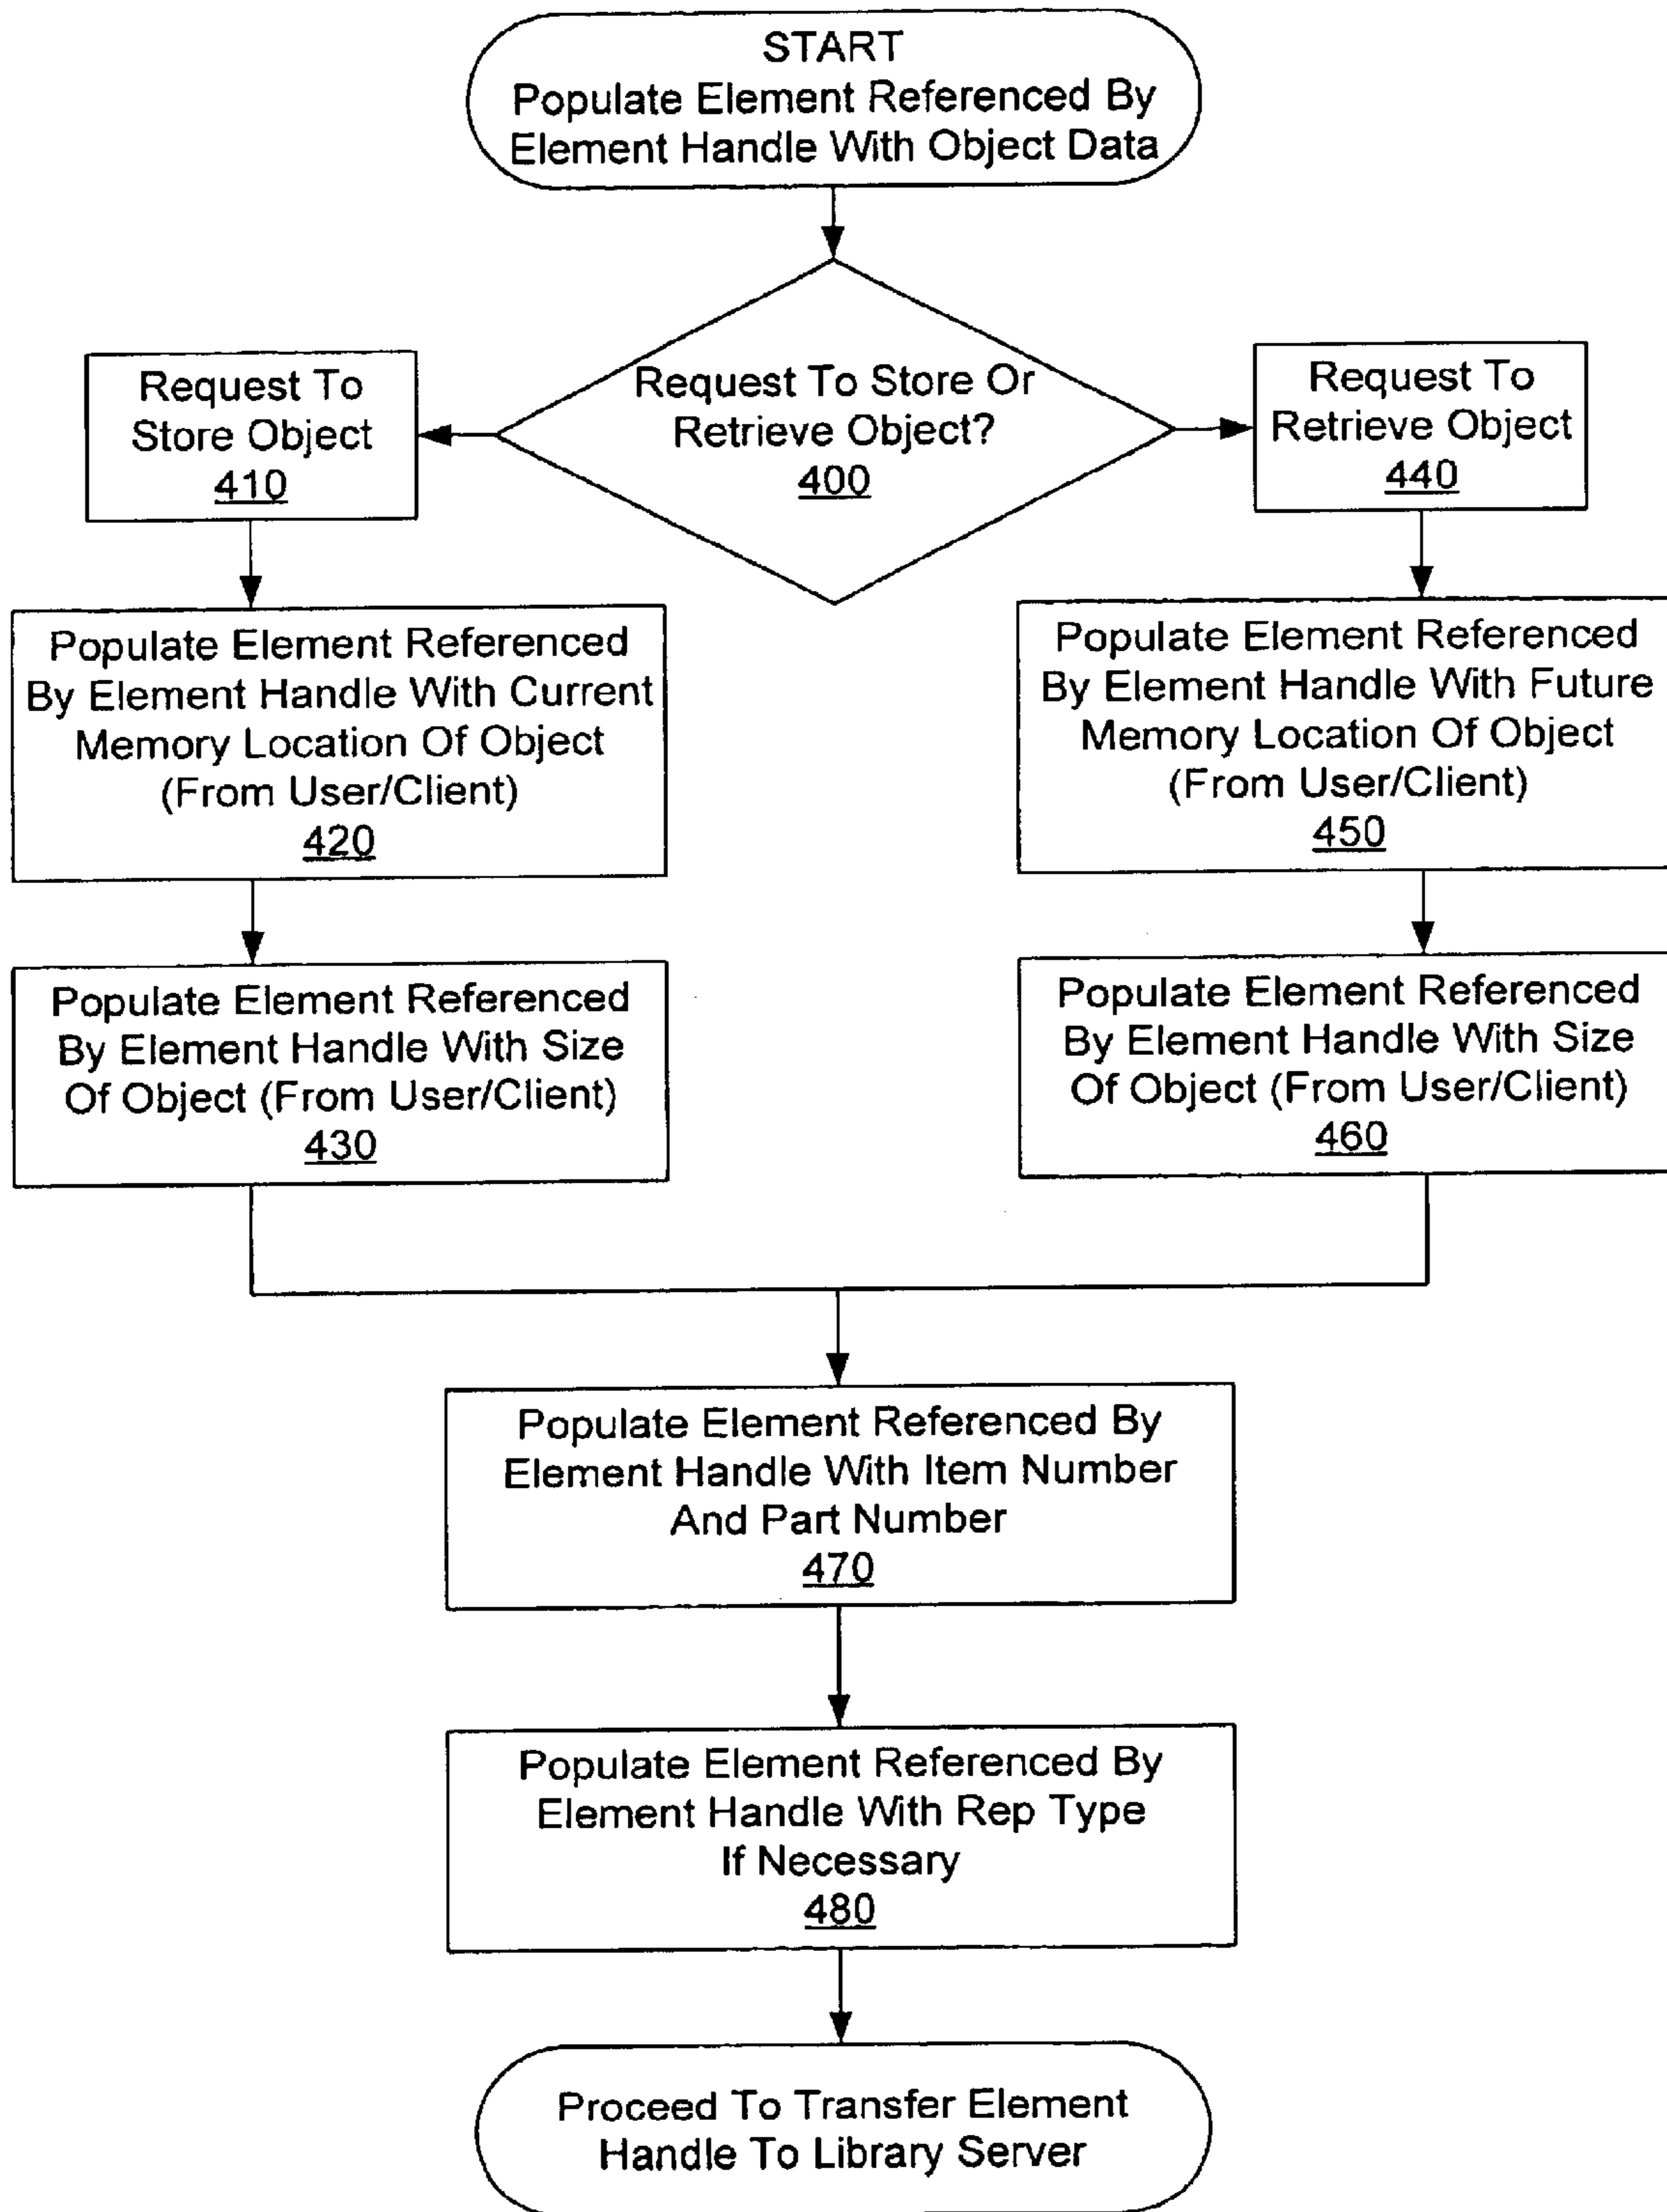 START
Populate Element Referenced By
Element Handle With Object Data
Request To Store Or
Retrieve Object?
400
Request To
Store Object
410
Request To
Retrieve Object
440
Populate Element Referenced
By Element Handle With Current
Memory Location Of Object
(From User/Client)
420
Populate Element Referenced
By Element Handle With Future
Memory Location Of Object
(From User/Client)
450
Populate Element Referenced
By Element Handle With Size
Of Object (From User/Client)
430
Populate Element Referenced
By Element Handle With Size
Of Object (From User/Client)
460
Populate Element Referenced By
Element Handle With Item Number
And Part Number
470
Populate Element Referenced By
Element Handle With Rep Type
If Necessary
480
Proceed To Transfer Element
Handle To Library Server